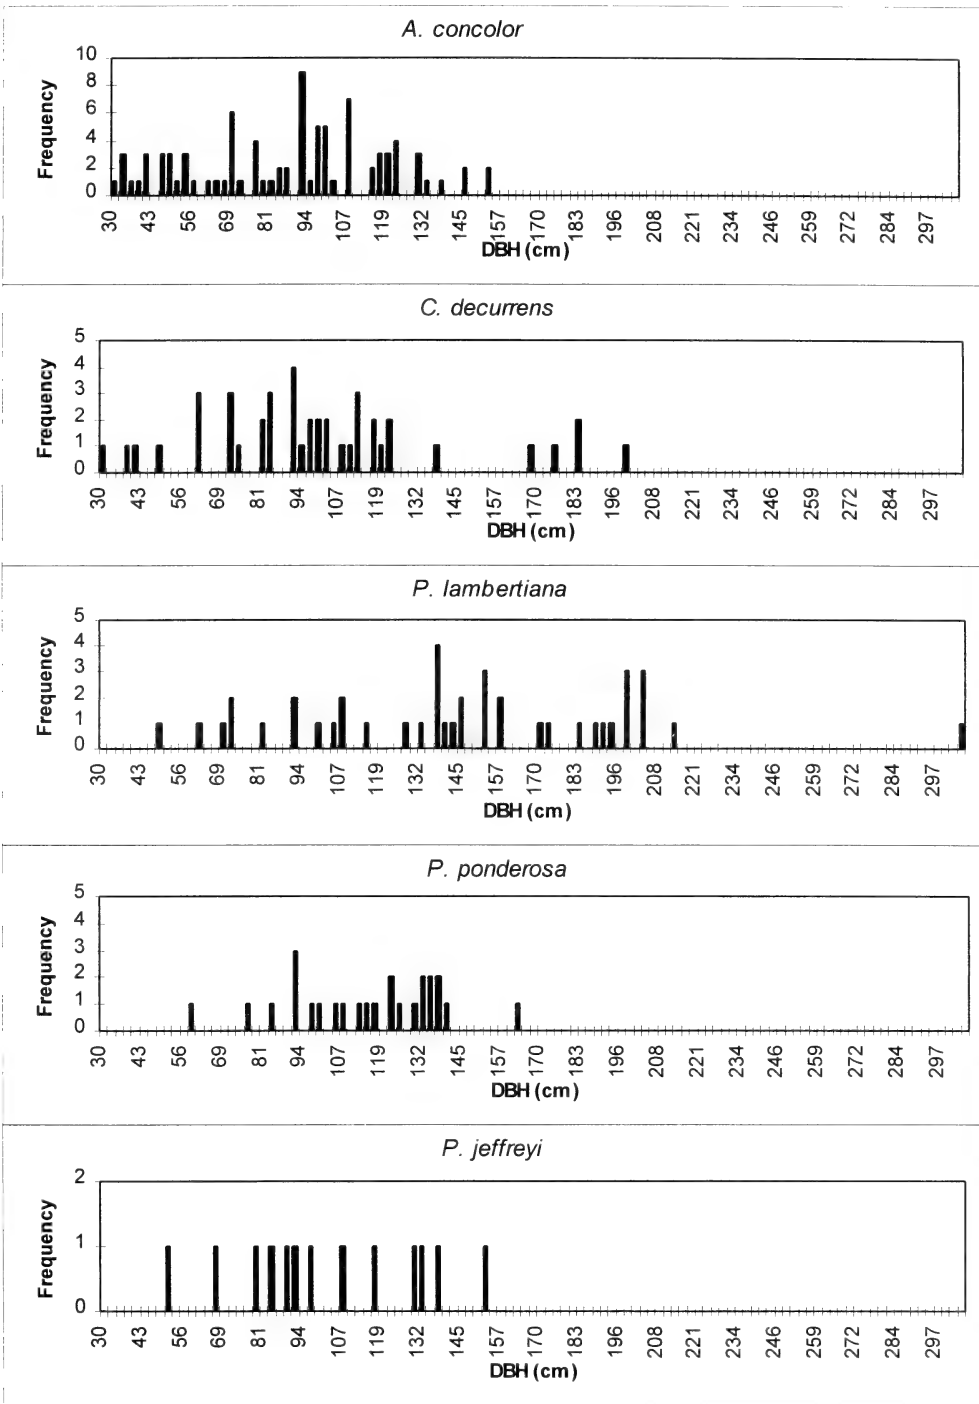 A. concolor
Frequency
10
8
6
4
2
0
30 43 56 69 81 94 107 119 132 145 157 170 183 196 208 221 234 246 259 272 284 297
DBH (cm)
C. decurrens
Frequency
5
4
3
2
1
0
30 43 56 69 81 94 107 119 132 145 157 170 183 196 208 221 234 246 259 272 284 297
DBH (cm)
P. lambertiana
Frequency
5
4
3
2
1
0
30 43 56 69 81 94 107 119 132 145 157 170 183 196 208 221 234 246 259 272 284 297
DBH (cm)
P. ponderosa
Frequency
5
4
3
2
1
0
30 43 56 69 81 94 107 119 132 145 157 170 183 196 208 221 234 246 259 272 284 297
DBH (cm)
P. jeffreyi
Frequency
2
1
0
30 43 56 69 81 94 107 119 132 145 157 170 183 196 208 221 234 246 259 272 284 297
DBH (cm)